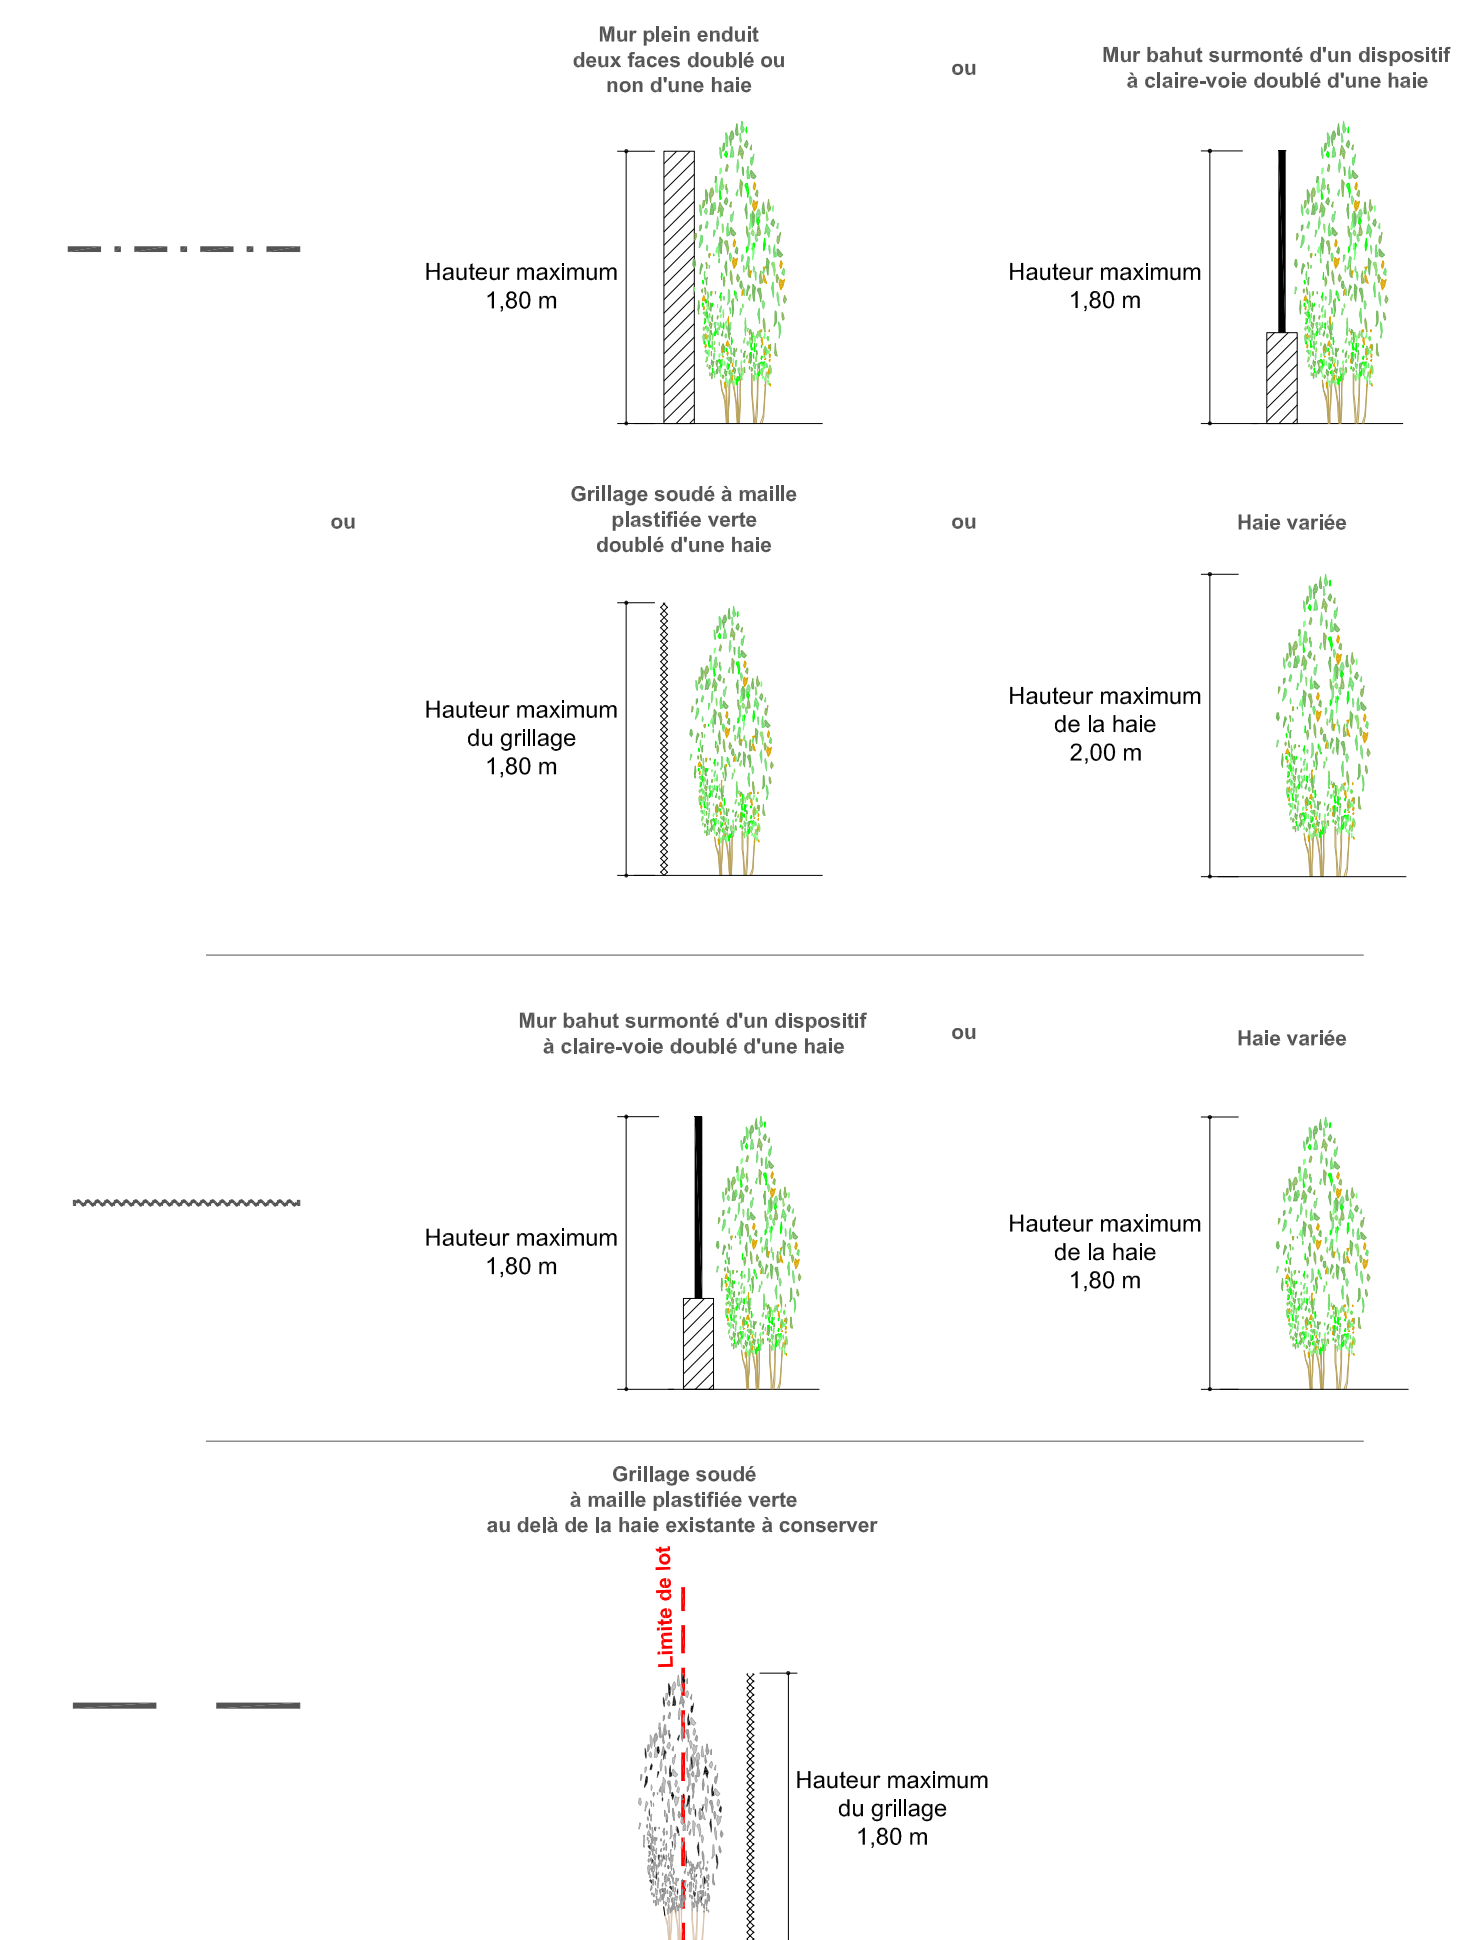 Mur plein enduit
deux faces doublé ou
non d'une haie
ou
Mur bahut surmonté d'un dispositif
à claire-voie doublé d'une haie
Hauteur maximum
1,80 m
Hauteur maximum
1,80 m
ou
Grillage soudé à maille
plastifiée verte
doublé d'une haie
ou
Haie variée
Hauteur maximum
du grillage
1,80 m
Hauteur maximum
de la haie
2,00 m
Mur bahut surmonté d'un dispositif
à claire-voie doublé d'une haie
ou
Haie variée
Hauteur maximum
1,80 m
Hauteur maximum
de la haie
1,80 m
Grillage soudé
à maille plastifiée verte
au delà de la haie existante à conserver
Limite de lot
Hauteur maximum
du grillage
1,80 m